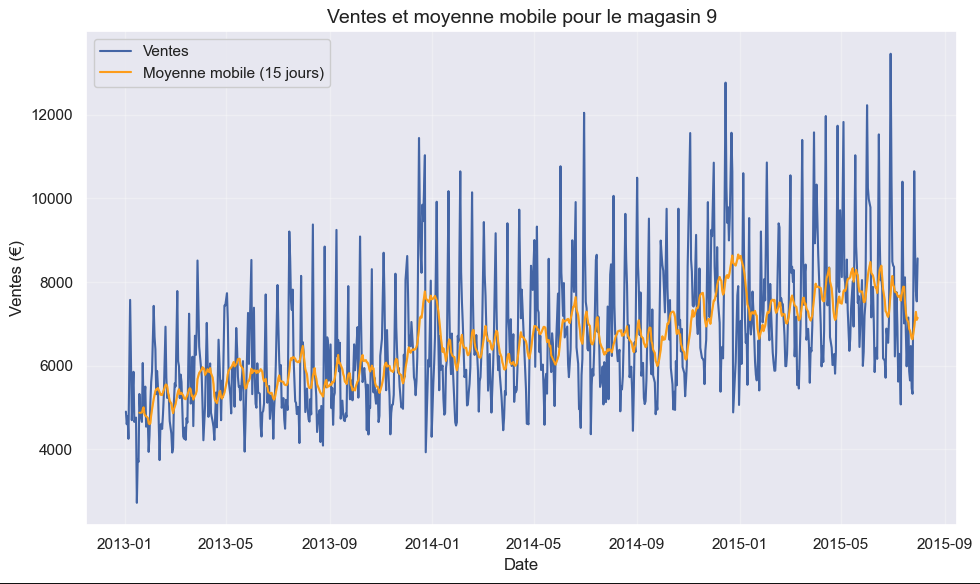 Ventes et moyenne mobile pour le magasin 9
Ventes
Moyenne mobile (15 jours)
Ventes (€)
12000
10000
8000
6000
4000
2013-01 2013-05 2013-09 2014-01 2014-05 2014-09 2015-01 2015-05 2015-09
Date